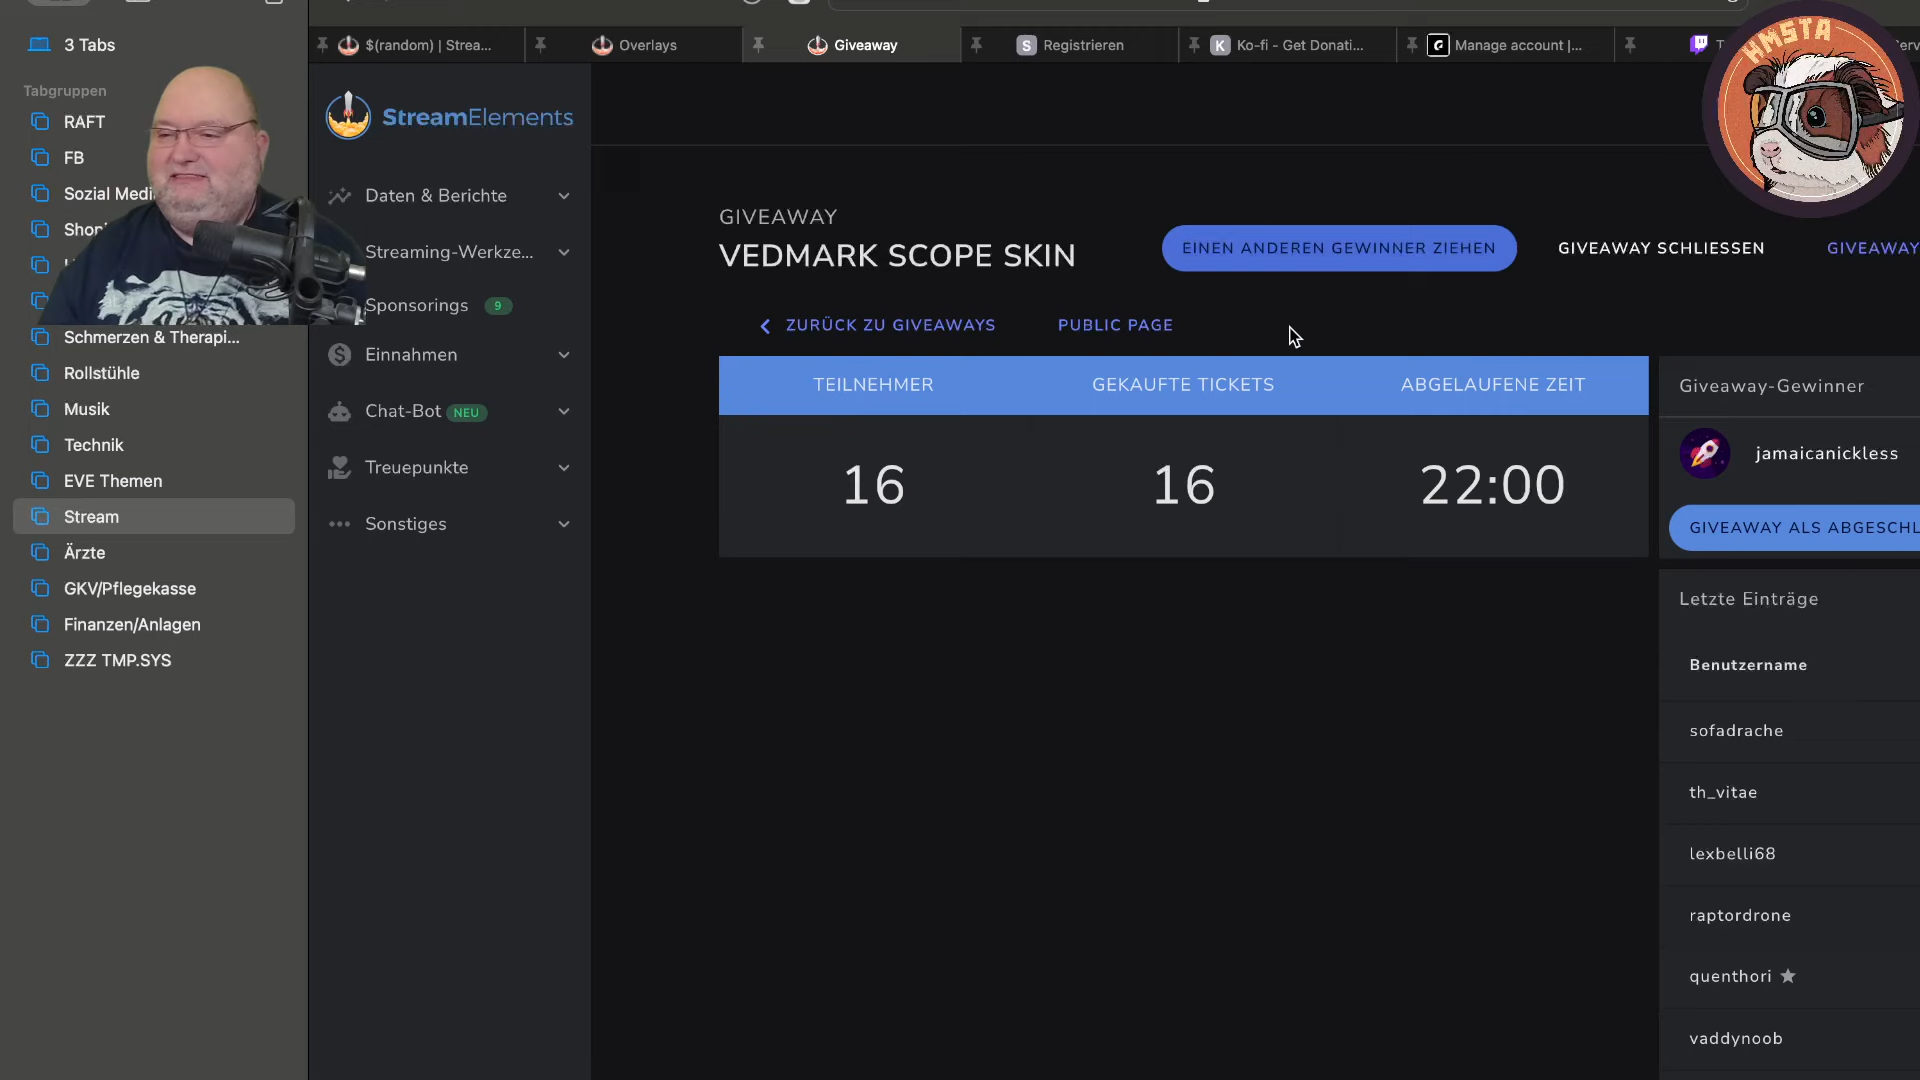 3 Tabs
Tabgruppen
RAFT
FB
Sozial Medi
Shop
Schmerzen & Therapi...
Rollstühle
Musik
Technik
EVE Themen
Stream
Ärzte
GKV/Pflegekasse
Finanzen/Anlagen
ZZZ TMP.SYS
$(random) | Strea...
Overlays
Giveaway
Registrieren
Ko-fi - Get Donati...
Manage account |...
HMSTA
StreamElements
Daten & Berichte
Streaming-Werkze...
Sponsorings 9
Einnahmen
Chat-Bot NEU
Treuepunkte
Sonstiges
GIVEAWAY
VEDMARK SCOPE SKIN
EINEN ANDEREN GEWINNER ZIEHEN
GIVEAWAY SCHLIESSEN
GIVEAWAY
ZURÜCK ZU GIVEAWAYS
PUBLIC PAGE
TEILNEHMER
GEKAUFTE TICKETS
ABGELAUFENE ZEIT
16
16
22:00
Giveaway-Gewinner
jamaicanickless
GIVEAWAY ALS ABGESCHL
Letzte Einträge
Benutzername
sofadrache
th_vitae
lexbelli68
raptordrone
quenthori
vaddynoob